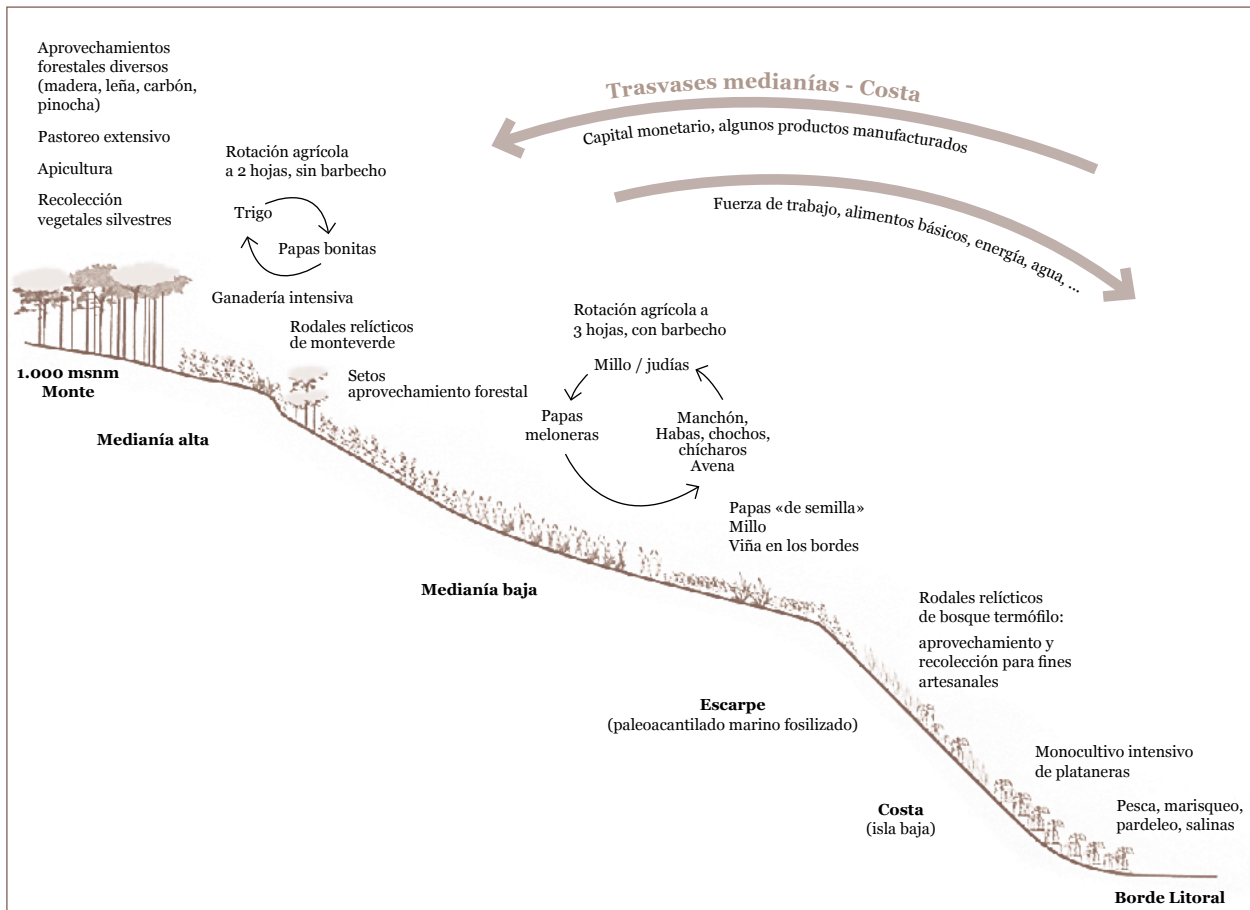 Aprovechamientos
forestales diversos
(madera, leña, carbón,
pinocha)
Pastoreo extensivo
Apicultura
Recolección
vegetales silvestres
Rotación agrícola
a 2 hojas, sin barbecho
Trigo
Papas bonitas
Ganadería intensiva
Trasvases medianías - Costa
Capital monetario, algunos productos manufacturados
Fuerza de trabajo, alimentos básicos, energía, agua, ...
Rodales relícticos
de monteverde
Setos
aprovechamiento forestal
Rotación agrícola a
3 hojas, con barbecho
Millo / judías
Papas
meloneras
Manchón,
Habas, chochos,
chícharos
Avena
Papas «de semilla»
Millo
Viña en los bordes
1.000 msnm
Monte
Medianía alta
Medianía baja
Rodales relícticos
de bosque termófilo:
aprovechamiento y
recolección para fines
artesanales
Escarpe
(paleoacantilado marino fosilizado)
Monocultivo intensivo
de plataneras
Costa
(isla baja)
Pesca, marisqueo,
pardeleo, salinas
Borde Litoral